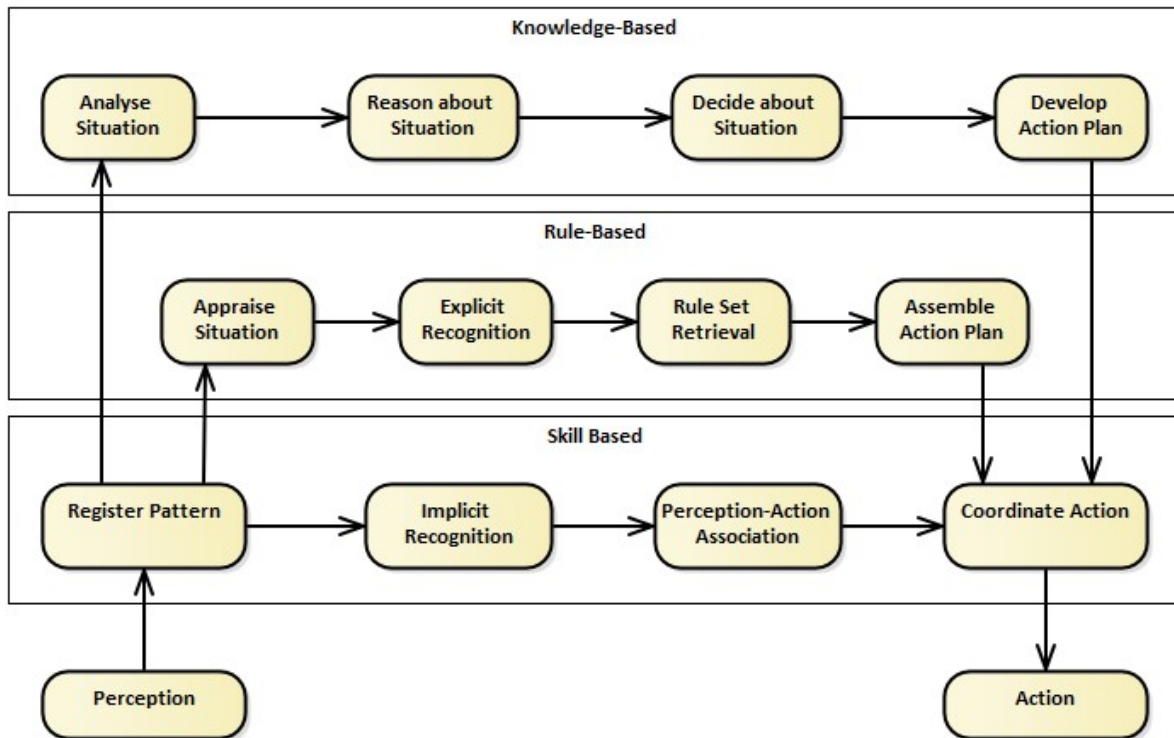 Knowledge-Based
Analyse
Situation
Reason about
Situation
Decide about
Situation
Develop
Action Plan
Rule-Based
Appraise
Situation
Explicit
Recognition
Rule Set
Retrieval
Assemble
Action Plan
Skill Based
Register Pattern
Implicit
Recognition
Perception-Action
Association
Coordinate Action
Perception
Action